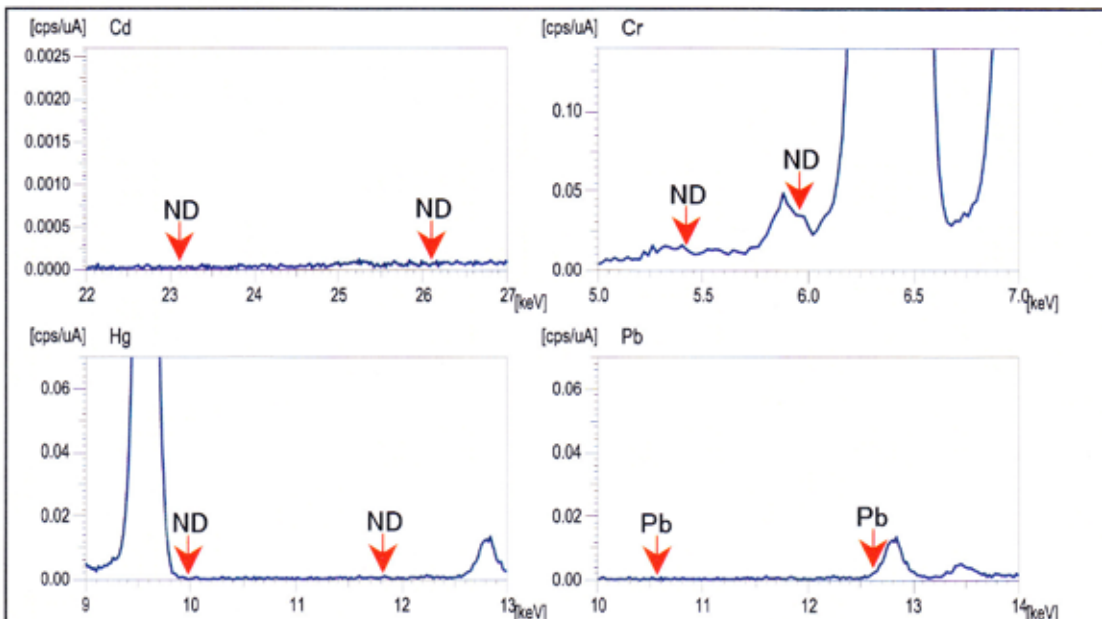 [cps/uA] Cd
0.0025
0.0020
0.0015
0.0010
0.0005
0.0000
ND
ND
22 23 24 25 26 27 [keV]
[cps/uA] Cr
0.10
0.05
0.00
ND
ND
5.0 5.5 6.0 6.5 7.0 [keV]
[cps/uA] Hg
0.06
0.04
0.02
0.00
ND
ND
9 10 11 12 13 [keV]
[cps/uA] Pb
0.06
0.04
0.02
0.00
Pb
Pb
10 11 12 13 14 [keV]